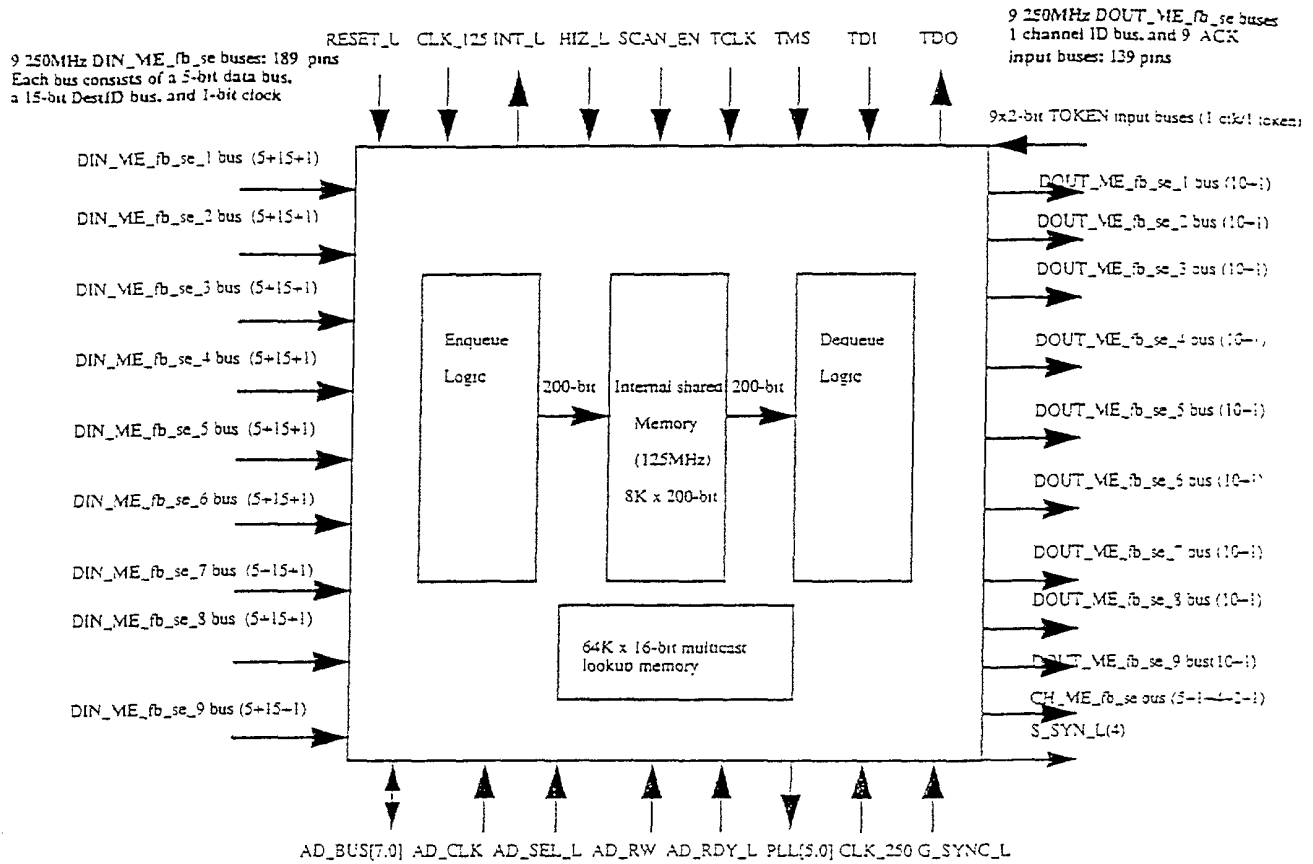 9 250MHz DIN_ME_fb_se buses: 189 pins
Each bus consists of a 5-bit data bus,
a 15-bit DestID bus, and 1-bit clock
RESET_L CLK_125 INT_L HIZ_L SCAN_EN TCLK TMS TDI TDO
9 250MHz DOUT_ME_fb_se buses
1 channel ID bus, and 9 ACK
input buses: 139 pins
9x2-bit TOKEN input buses (1 clk/1 token)
DIN_ME_fb_se_1 bus (5+15+1)
DIN_ME_fb_se_2 bus (5+15+1)
DIN_ME_fb_se_3 bus (5+15+1)
DIN_ME_fb_se_4 bus (5+15+1)
DIN_ME_fb_se_5 bus (5+15+1)
DIN_ME_fb_se_6 bus (5+15+1)
DIN_ME_fb_se_7 bus (5+15+1)
DIN_ME_fb_se_8 bus (5+15+1)
DIN_ME_fb_se_9 bus (5+15+1)
Enqueue
Logic
200-bit
Internal shared
Memory
(125MHz)
8K x 200-bit
200-bit
Dequeue
Logic
64K x 16-bit multicast
lookup memory
DOUT_ME_fb_se_1 bus (10+1)
DOUT_ME_fb_se_2 bus (10+1)
DOUT_ME_fb_se_3 bus (10+1)
DOUT_ME_fb_se_4 bus (10+1)
DOUT_ME_fb_se_5 bus (10+1)
DOUT_ME_fb_se_6 bus (10+1)
DOUT_ME_fb_se_7 bus (10+1)
DOUT_ME_fb_se_8 bus (10+1)
DOUT_ME_fb_se_9 bus(10+1)
CH_ME_fb_se bus
S_SYN_L(4)
AD_BUS[7.0] AD_CLK AD_SEL_L AD_RW AD_RDY_L PLL[5.0] CLK_250 G_SYNC_L